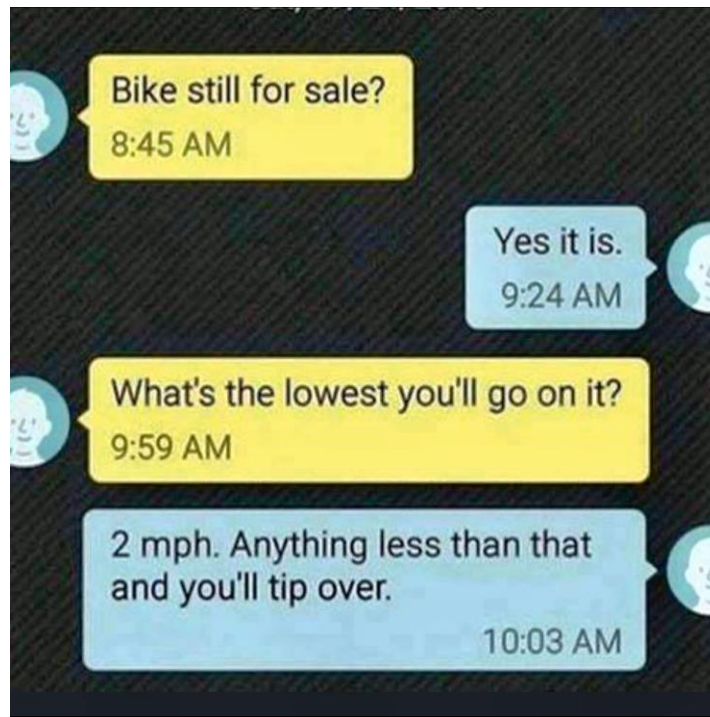 Bike still for sale?
8:45 AM
Yes it is.
9:24 AM
What's the lowest you'll go on it?
9:59 AM
2 mph. Anything less than that
and you'll tip over.
10:03 AM